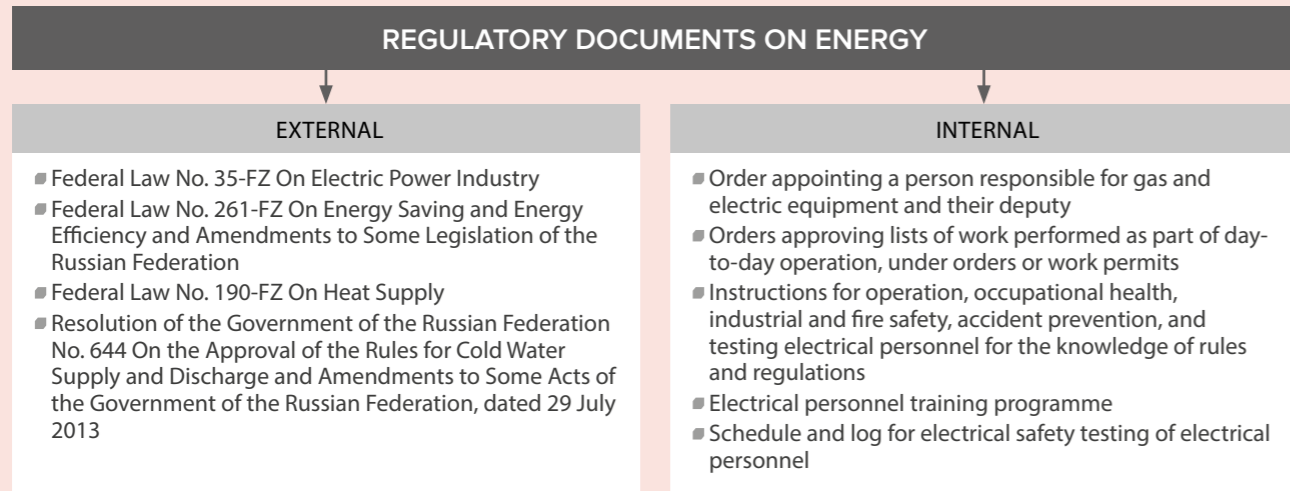 REGULATORY DOCUMENTS ON ENERGY
EXTERNAL
Federal Law No. 35-FZ On Electric Power Industry
Federal Law No. 261-FZ On Energy Saving and Energy
Efficiency and Amendments to Some Legislation of the
Russian Federation
Federal Law No. 190-FZ On Heat Supply
Resolution of the Government of the Russian Federation
No. 644 On the Approval of the Rules for Cold Water
Supply and Discharge and Amendments to Some Acts of
the Government of the Russian Federation, dated 29 July
2013
INTERNAL
Order appointing a person responsible for gas and
electric equipment and their deputy
Orders approving lists of work performed as part of day-
to-day operation, under orders or work permits
Instructions for operation, occupational health,
industrial and fire safety, accident prevention, and
testing electrical personnel for the knowledge of rules
and regulations
Electrical personnel training programme
Schedule and log for electrical safety testing of electrical
personnel